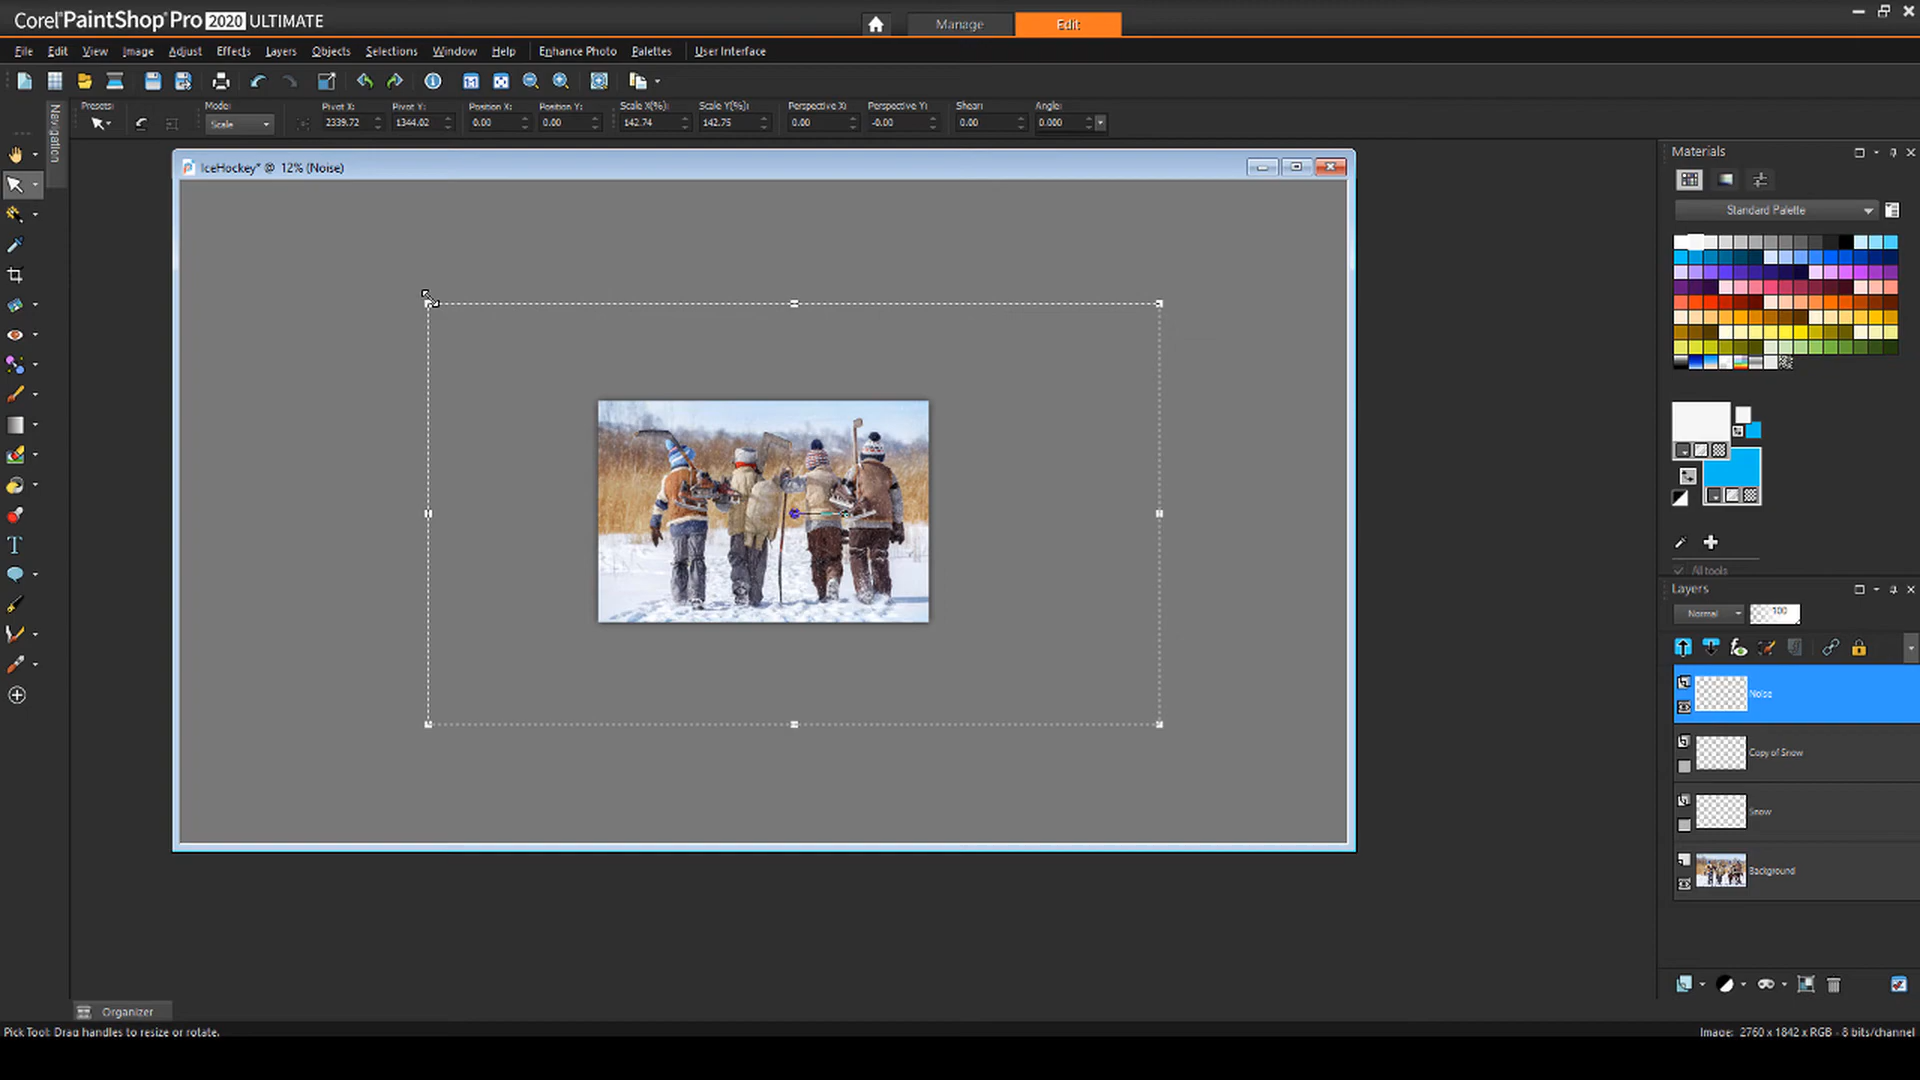 Corel PaintShop Pro 2020 ULTIMATE
Manage
Edit
File Edit View Image Adjust Effects Layers Objects Selections Window Help Enhance Photo Palettes User Interface
Presets: Mode: Pivot X: Pivot Y: Position X: Position Y: Scale X(%): Scale Y(%): Perspective X: Perspective Y: Shear: Angle:
Scale 2339.72 1344.02 0.00 0.00 142.74 142.75 0.00 -0.00 0.00 0.000
Navigation
IceHockey* @ 12% (Noise)
Materials
Standard Palette
All tools
Layers
Normal 100
Noise
Copy of Snow
Snow
Background
Organizer
Pick Tool: Drag handles to resize or rotate.
Image: 2760 x 1842 x RGB - 8 bits/channel